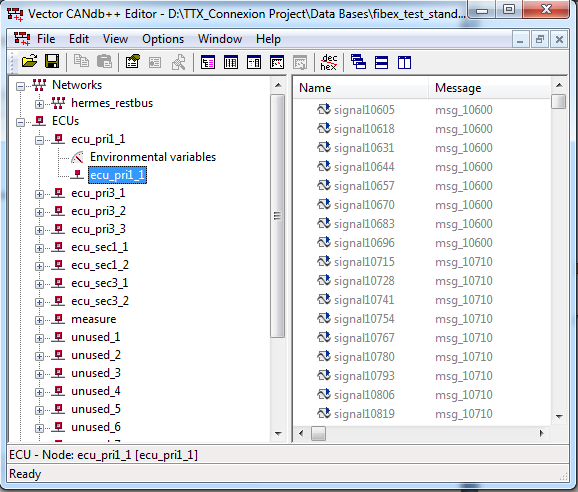 Vector CANdb++ Editor - D:\TTX_Connexion Project\Data Bases\fibex_test_stand...
File Edit View Options Window Help
dec
hex
Networks
hermes_restbus
ECUs
ecu_pri1_1
Environmental variables
ecu_pri1_1
ecu_pri3_1
ecu_pri3_2
ecu_pri3_3
ecu_sec1_1
ecu_sec1_2
ecu_sec3_1
ecu_sec3_2
measure
unused_1
unused_2
unused_3
unused_4
unused_5
unused_6
Name Message
signal10605 msg_10600
signal10618 msg_10600
signal10631 msg_10600
signal10644 msg_10600
signal10657 msg_10600
signal10670 msg_10600
signal10683 msg_10600
signal10696 msg_10600
signal10715 msg_10710
signal10728 msg_10710
signal10741 msg_10710
signal10754 msg_10710
signal10767 msg_10710
signal10780 msg_10710
signal10793 msg_10710
signal10806 msg_10710
signal10819 msg_10710
ECU - Node: ecu_pri1_1 [ecu_pri1_1]
Ready